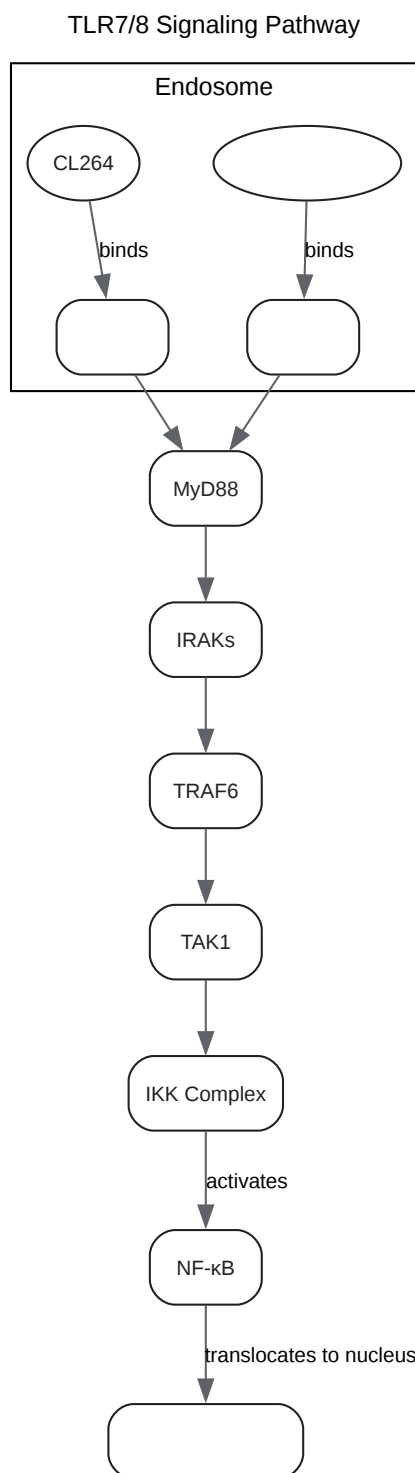 TLR7/8 Signaling Pathway
Endosome
CL264
binds
binds
MyD88
IRAKs
TRAF6
TAK1
IKK Complex
activates
NF-κB
translocates to nucleus